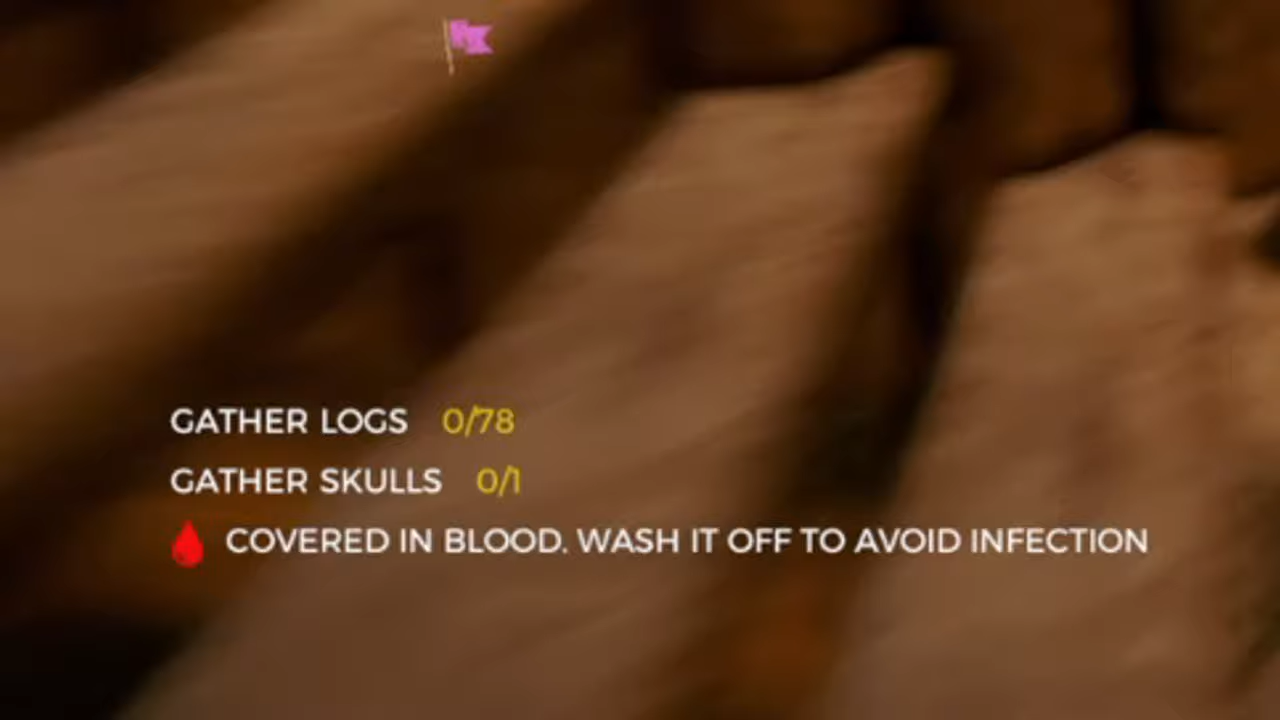 GATHER LOGS 0/78
GATHER SKULLS 0/1
COVERED IN BLOOD. WASH IT OFF TO AVOID INFECTION